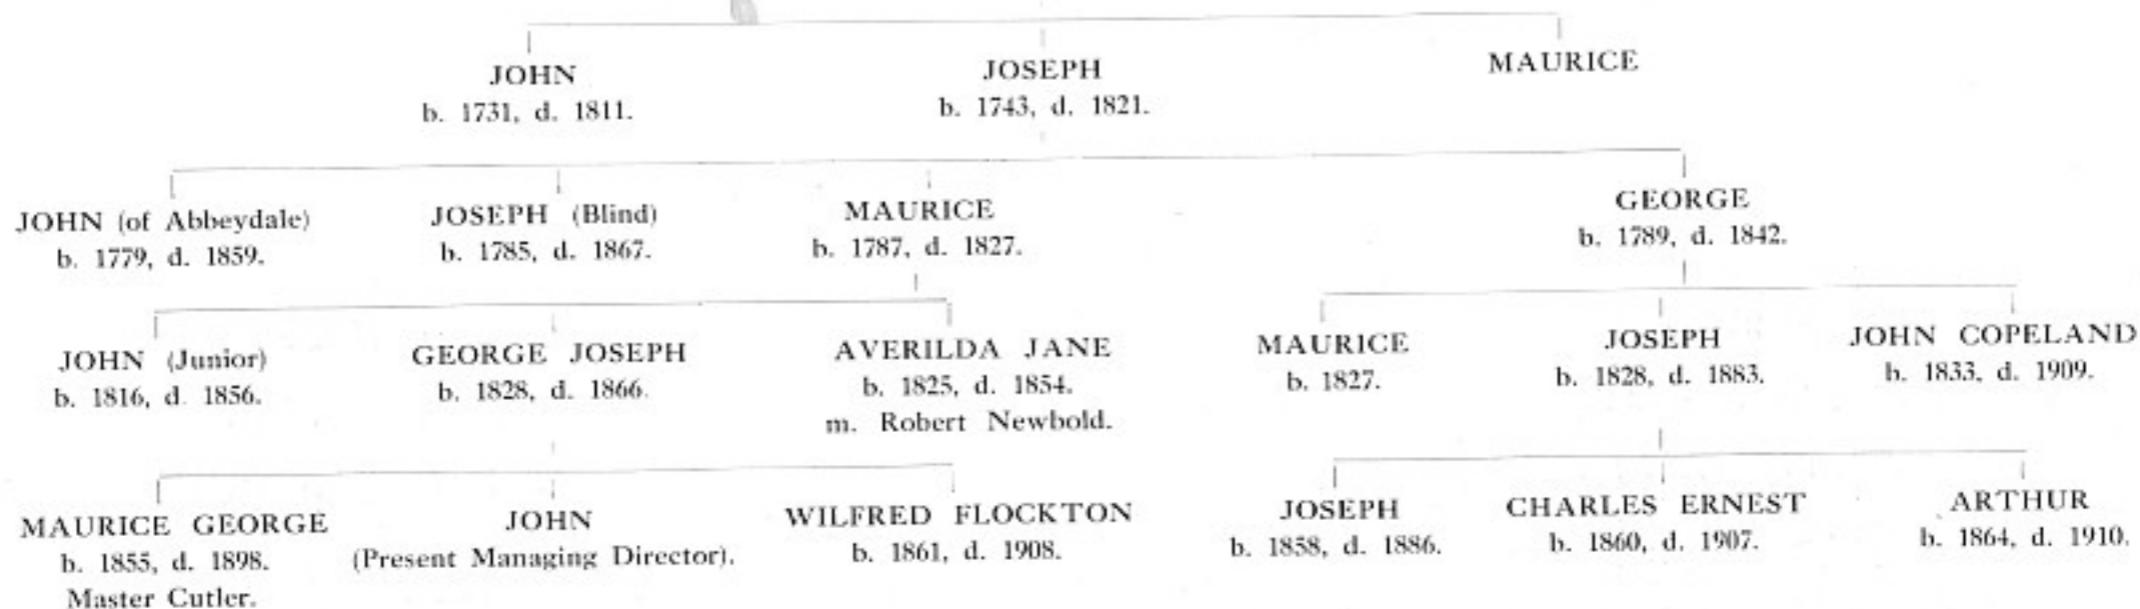 JOHN
b. 1731, d. 1811.
JOSEPH
b. 1743, d. 1821.
MAURICE
JOHN (of Abbeydale)
b. 1779, d. 1859.
JOSEPH (Blind)
b. 1785, d. 1867.
MAURICE
b. 1787, d. 1827.
GEORGE
b. 1789, d. 1842.
JOHN (Junior)
b. 1816, d. 1856.
GEORGE JOSEPH
b. 1828, d. 1866.
AVERILDA JANE
b. 1825, d. 1854.
m. Robert Newbold.
MAURICE
b. 1827.
JOSEPH
b. 1828, d. 1883.
JOHN COPELAND
b. 1833, d. 1909.
MAURICE GEORGE
b. 1855, d. 1898.
Master Cutler.
JOHN
(Present Managing Director).
WILFRED FLOCKTON
b. 1861, d. 1908.
JOSEPH
b. 1858, d. 1886.
CHARLES ERNEST
b. 1860, d. 1907.
ARTHUR
b. 1864, d. 1910.